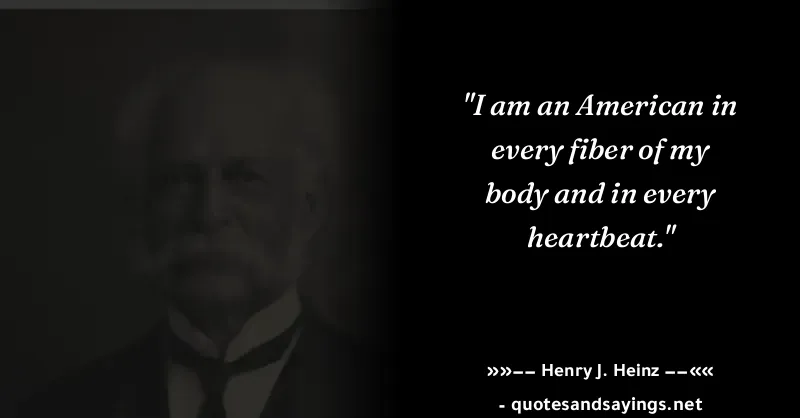 "I am an American in
every fiber of my
body and in every
heartbeat."
»»–– Henry J. Heinz ––««
- quotesandsayings.net